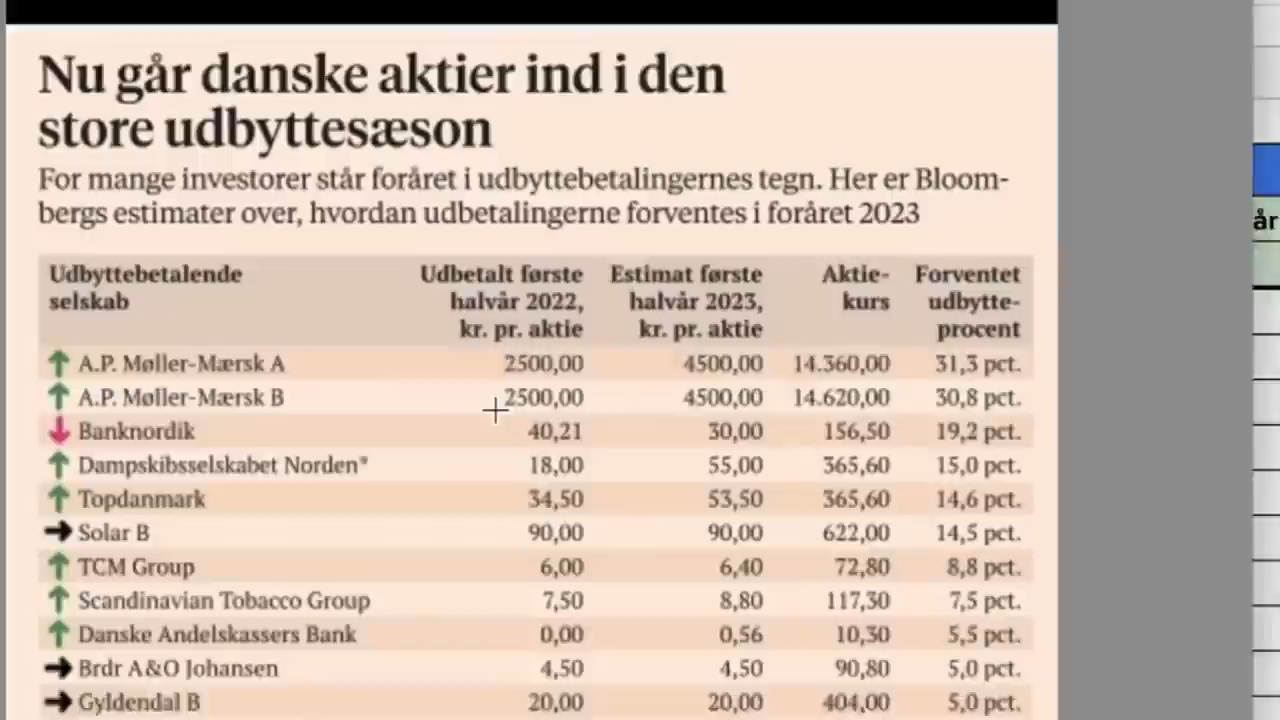 Nu går danske aktier ind i den
store udbyttesæson
For mange investorer står foråret i udbyttebetalingernes tegn. Her er Bloom-
bergs estimater over, hvordan udbetalingerne forventes i foråret 2023
Udbyttebetalende selskab Udbetalt første halvår 2022, kr. pr. aktie Estimat første halvår 2023, kr. pr. aktie Aktie-kurs Forventet udbytte-procent
A.P. Møller-Mærsk A 2500,00 4500,00 14.360,00 31,3 pct.
A.P. Møller-Mærsk B 2500,00 4500,00 14.620,00 30,8 pct.
Banknordik 40,21 30,00 156,50 19,2 pct.
Dampskibsselskabet Norden* 18,00 55,00 365,60 15,0 pct.
Topdanmark 34,50 53,50 365,60 14,6 pct.
Solar B 90,00 90,00 622,00 14,5 pct.
TCM Group 6,00 6,40 72,80 8,8 pct.
Scandinavian Tobacco Group 7,50 8,80 117,30 7,5 pct.
Danske Andelskassers Bank 0,00 0,56 10,30 5,5 pct.
Brdr A&O Johansen 4,50 4,50 90,80 5,0 pct.
Gyldendal B 20,00 20,00 404,00 5,0 pct.
år